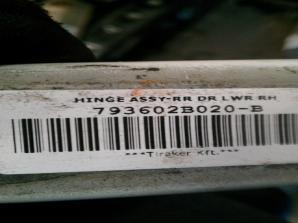 HINGE ASSY-RR DR LWR RH
793602B020-B
***Tiraker Kft.***